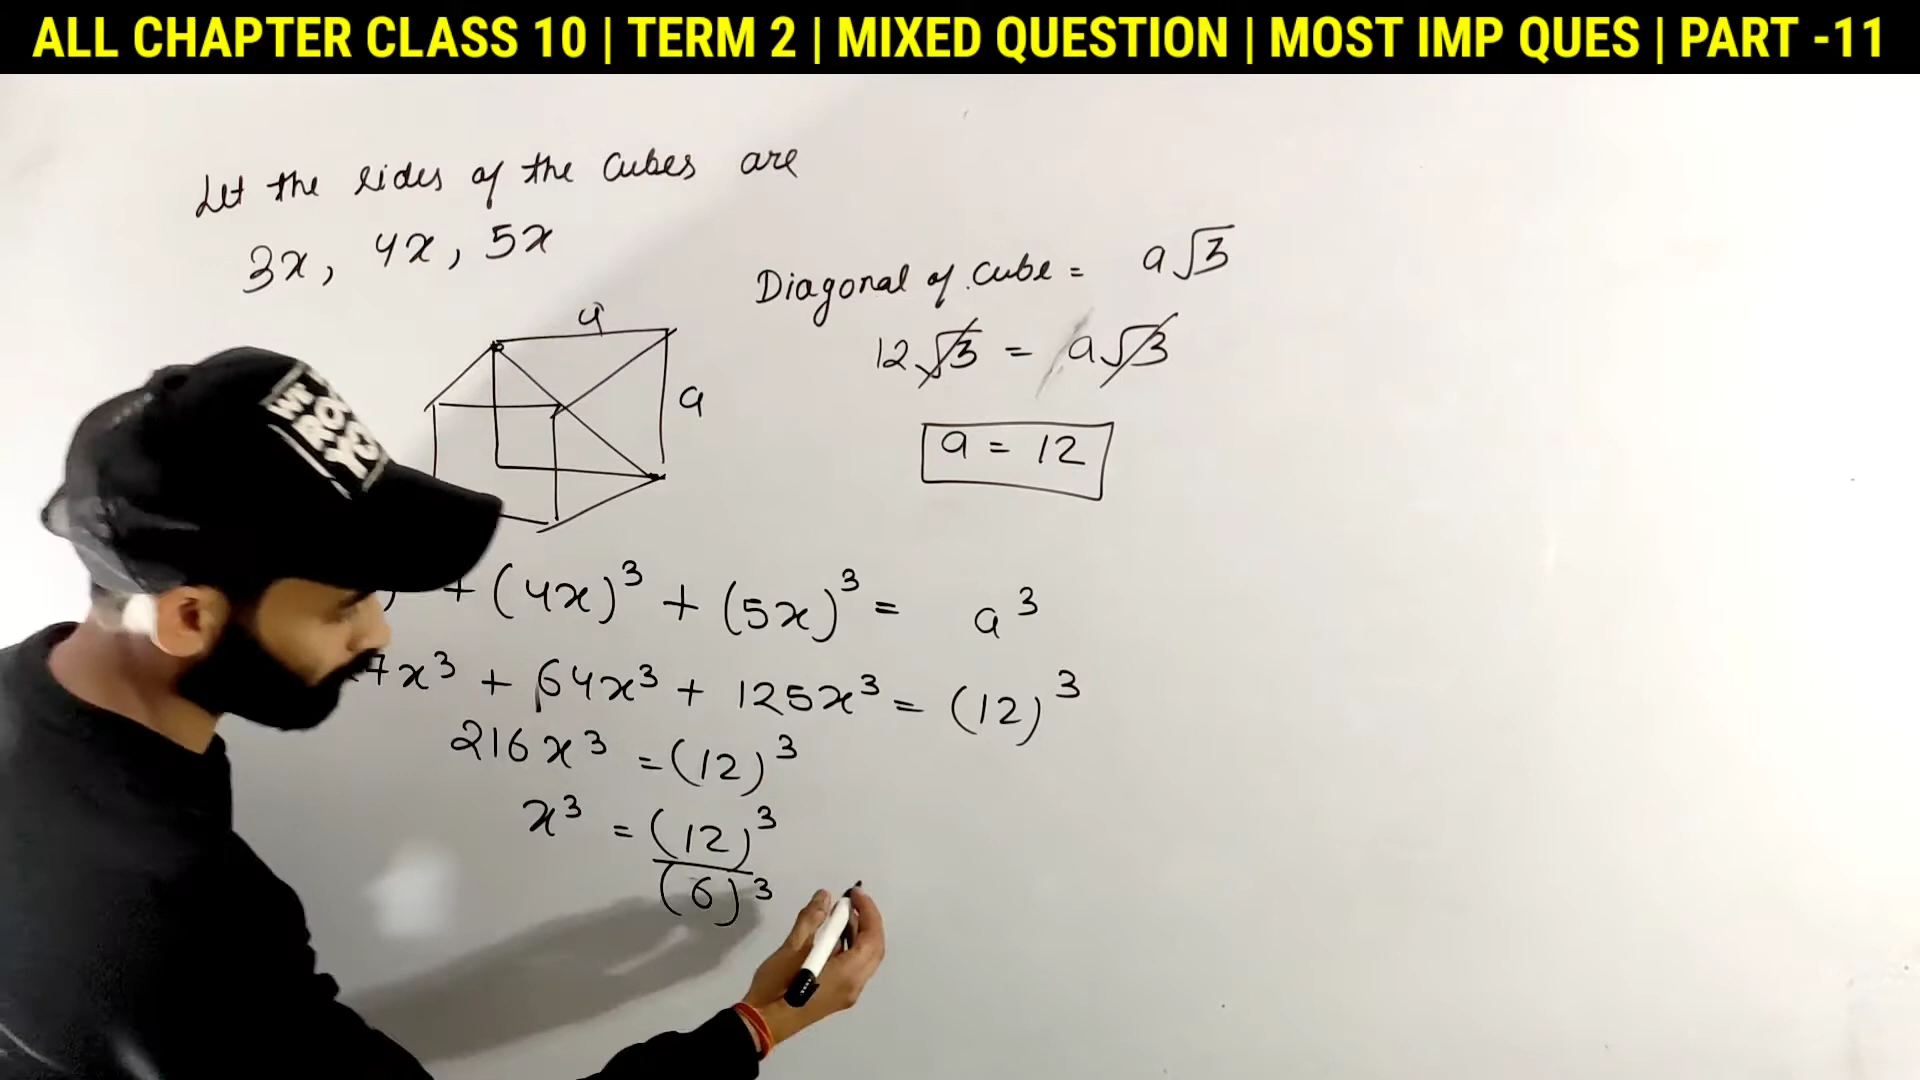 ALL CHAPTER CLASS 10 | TERM 2 | MIXED QUESTION | MOST IMP QUES | PART -11
Let the sides of the cubes are
3x, 4x, 5x
Diagonal of cube = a√3
12√3 = a√3
a = 12
a
a
+ (4x)³ + (5x)³ = a³
7x³ + 64x³ + 125x³ = (12)³
216x³ = (12)³
x³ = (12)³
(6)³